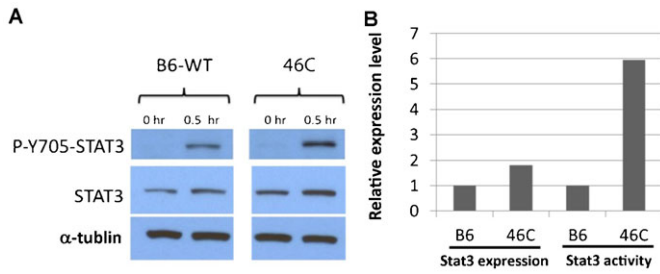 A
B6-WT
46C
0 hr
0.5 hr
0 hr
0.5 hr
P-Y705-STAT3
STAT3
α-tublin
B
Relative expression level
7
6
5
4
3
2
1
0
B6
46C
B6
46C
Stat3 expression
Stat3 activity